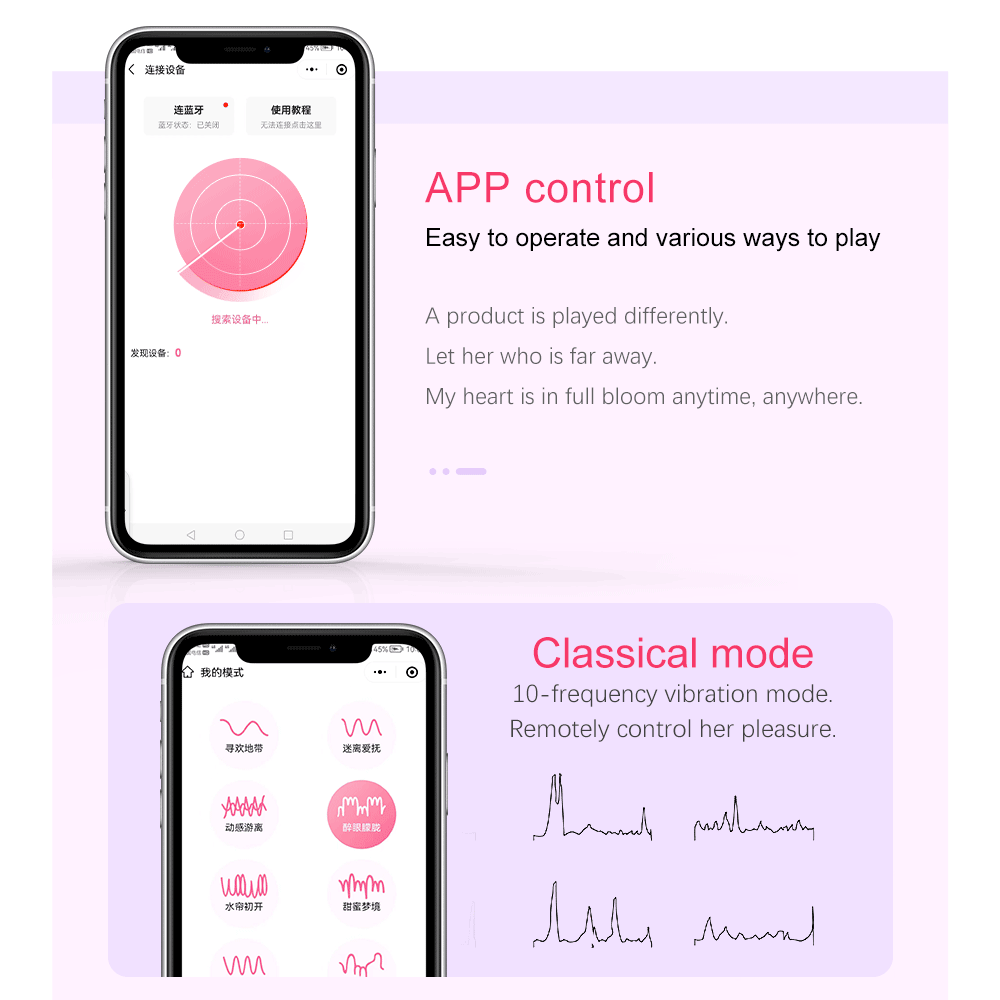 连接设备
连蓝牙
蓝牙状态：已关闭
使用教程
无法连接点击这里
搜索设备中...
发现设备：0
APP control
Easy to operate and various ways to play
A product is played differently.
Let her who is far away.
My heart is in full bloom anytime, anywhere.
45%
我的模式
寻欢地带
迷离爱抚
动感游离
醉眼朦胧
水帘初开
甜蜜梦境
Classical mode
10-frequency vibration mode.
Remotely control her pleasure.